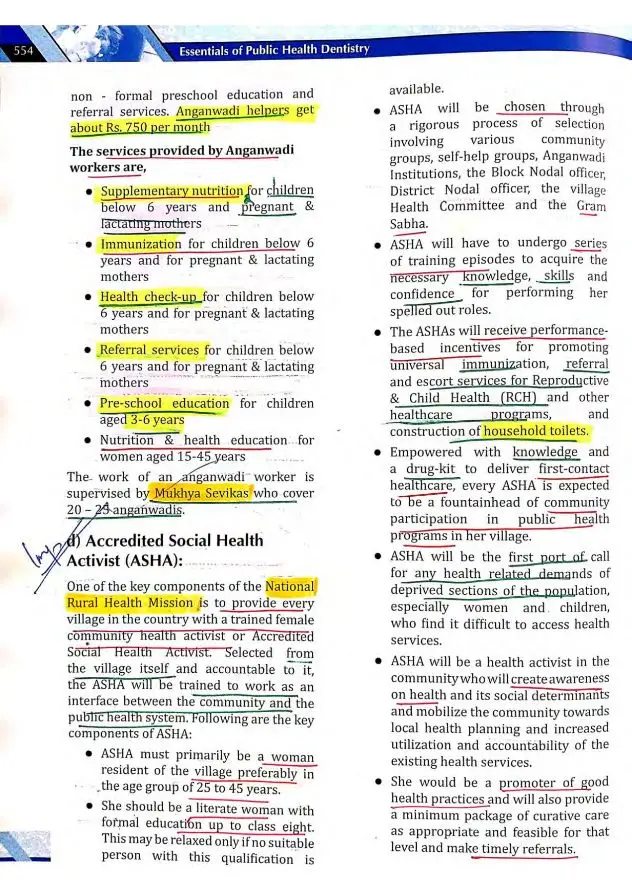 554
Essentials of Public Health Dentistry
non - formal preschool education and
referral services. Anganwadi helpers get
about Rs. 750 per month
The services provided by Anganwadi
workers are,
● Supplementary nutrition for children
below 6 years and pregnant &
lactating mothers
● Immunization for children below 6
years and for pregnant & lactating
mothers
● Health check-up for children below
6 years and for pregnant & lactating
mothers
● Referral services for children below
6 years and for pregnant & lactating
mothers
● Pre-school education for children
aged 3-6 years
● Nutrition & health education for
women aged 15-45 years
The work of an anganwadi worker is
supervised by Mukhya Sevikas who cover
20 – 25 anganwadis.
d) Accredited Social Health
Activist (ASHA):
One of the key components of the National
Rural Health Mission is to provide every
village in the country with a trained female
community health activist or Accredited
Social Health Activist. Selected from
the village itself and accountable to it,
the ASHA will be trained to work as an
interface between the community and the
public health system. Following are the key
components of ASHA:
● ASHA must primarily be a woman
resident of the village preferably in
the age group of 25 to 45 years.
● She should be a literate woman with
formal education up to class eight.
This may be relaxed only if no suitable
person with this qualification is
available.
● ASHA will be chosen through
a rigorous process of selection
involving various community
groups, self-help groups, Anganwadi
Institutions, the Block Nodal officer,
District Nodal officer, the village
Health Committee and the Gram
Sabha.
● ASHA will have to undergo series
of training episodes to acquire the
necessary knowledge, skills and
confidence for performing her
spelled out roles.
● The ASHAs will receive performance-
based incentives for promoting
universal immunization, referral
and escort services for Reproductive
& Child Health (RCH) and other
healthcare programs, and
construction of household toilets.
● Empowered with knowledge and
a drug-kit to deliver first-contact
healthcare, every ASHA is expected
to be a fountainhead of community
participation in public health
programs in her village.
● ASHA will be the first port of call
for any health related demands of
deprived sections of the population,
especially women and children,
who find it difficult to access health
services.
● ASHA will be a health activist in the
community who will create awareness
on health and its social determinants
and mobilize the community towards
local health planning and increased
utilization and accountability of the
existing health services.
● She would be a promoter of good
health practices and will also provide
a minimum package of curative care
as appropriate and feasible for that
level and make timely referrals.